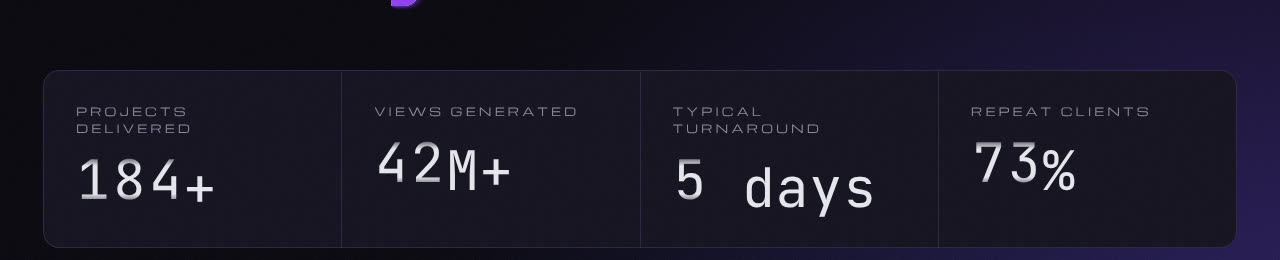 PROJECTS
DELIVERED
184+
VIEWS GENERATED
42M+
TYPICAL
TURNAROUND
5 days
REPEAT CLIENTS
73%